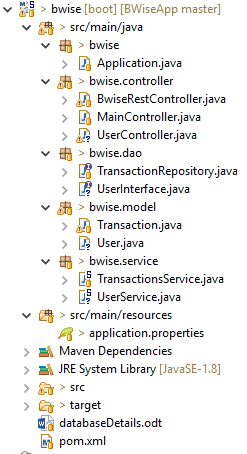 > bwise [boot] [BWiseApp master]
> src/main/java
> bwise
> Application.java
> bwise.controller
> BwiseRestController.java
> MainController.java
> UserController.java
> bwise.dao
> TransactionRepository.java
> UserInterface.java
> bwise.model
> Transaction.java
> User.java
> bwise.service
> TransactionsService.java
> UserService.java
> src/main/resources
> application.properties
Maven Dependencies
JRE System Library [JavaSE-1.8]
> src
> target
databaseDetails.odt
pom.xml